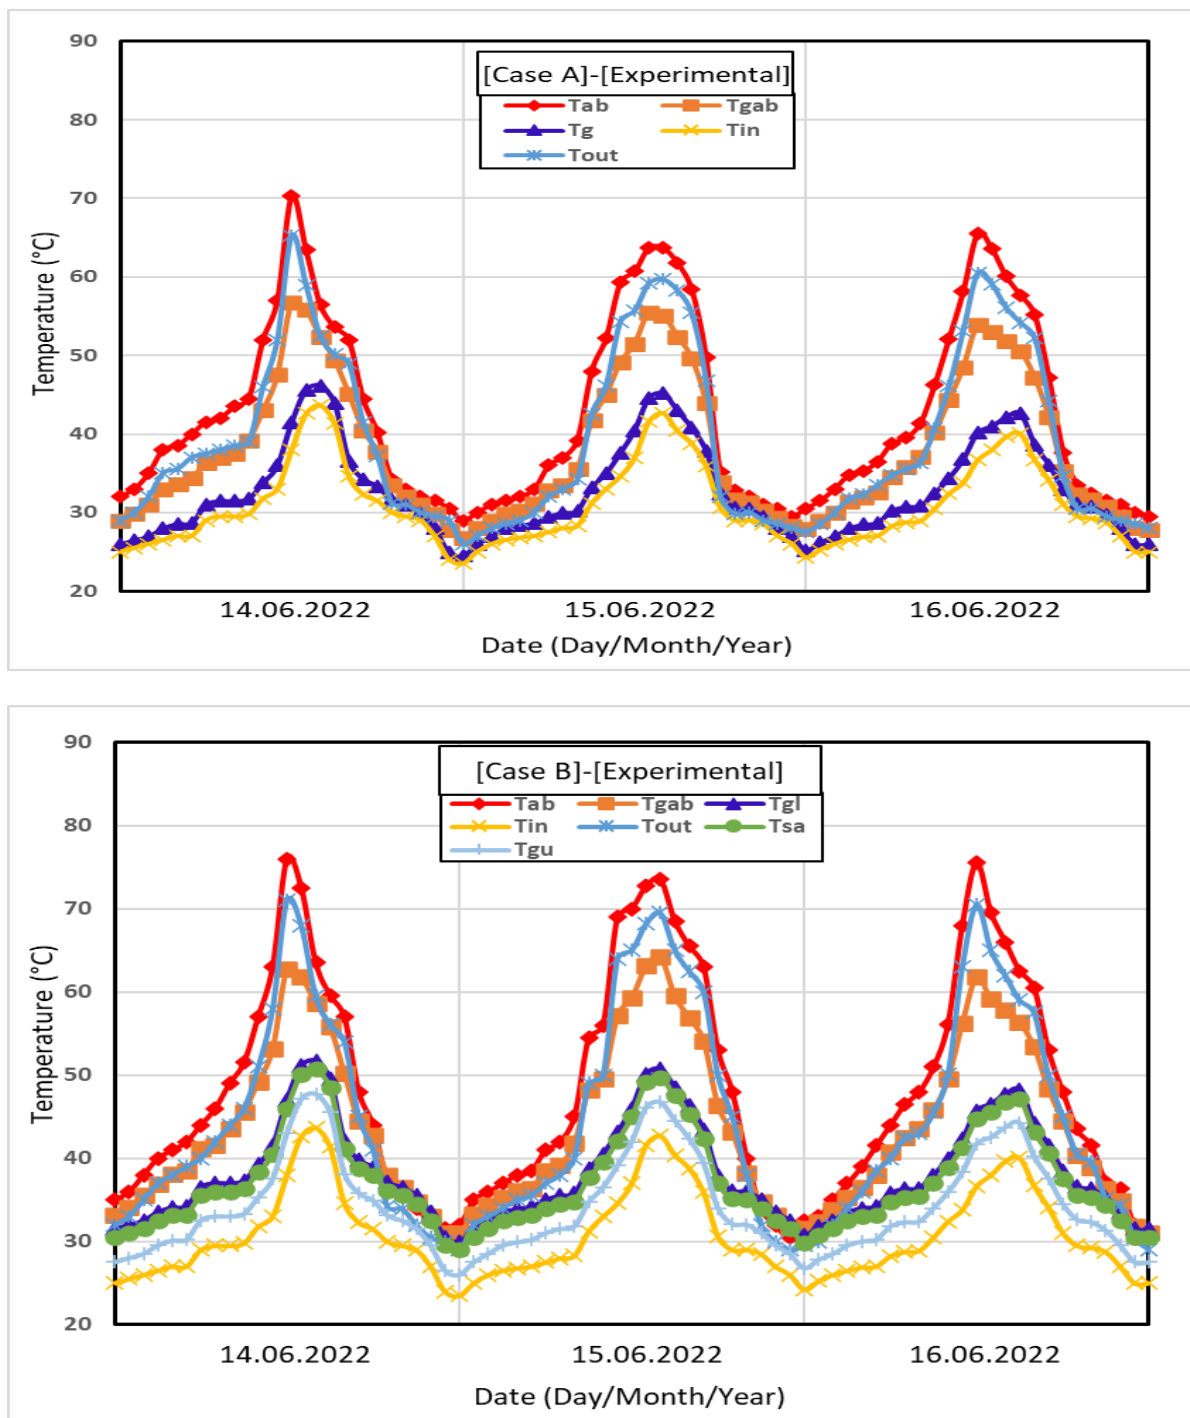 90
[Case A]-[Experimental]
80
Tab Tgab
Tg Tin
Tout
70
60
50
40
30
20
Temperature (°C)
14.06.2022 15.06.2022 16.06.2022
Date (Day/Month/Year)
90
[Case B]-[Experimental]
80
Tab Tgab Tgl
Tin Tout Tsa
Tgu
70
60
50
40
30
20
Temperature (°C)
14.06.2022 15.06.2022 16.06.2022
Date (Day/Month/Year)